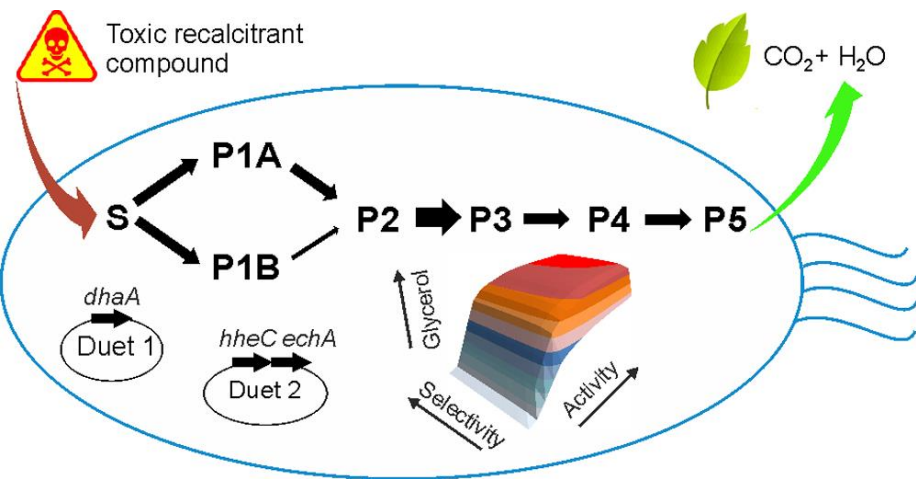 Toxic recalcitrant
compound
CO₂+ H₂O
P1A
S
P2
P3
P4
P5
P1B
dhaA
Duet 1
hheC echA
Duet 2
Glycerol
Selectivity
Activity